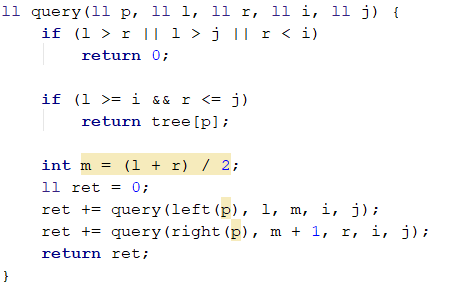 ll query(ll p, ll l, ll r, ll i, ll j) {
    if (l > r || l > j || r < i)
        return 0;

    if (l >= i && r <= j)
        return tree[p];

    int m = (l + r) / 2;
    ll ret = 0;
    ret += query(left(p), l, m, i, j);
    ret += query(right(p), m + 1, r, i, j);
    return ret;
}